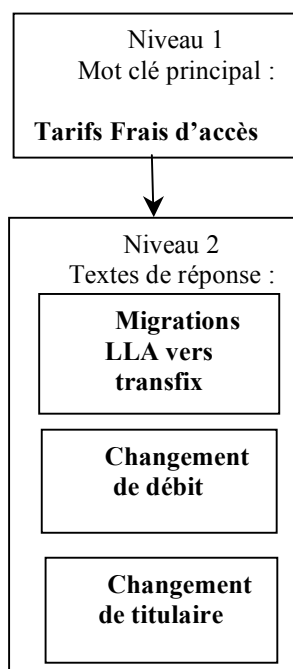 Niveau 1
Mot clé principal :
Tarifs Frais d’accès
Niveau 2
Textes de réponse :
Migrations
LLA vers
transfix
Changement
de débit
Changement
de titulaire